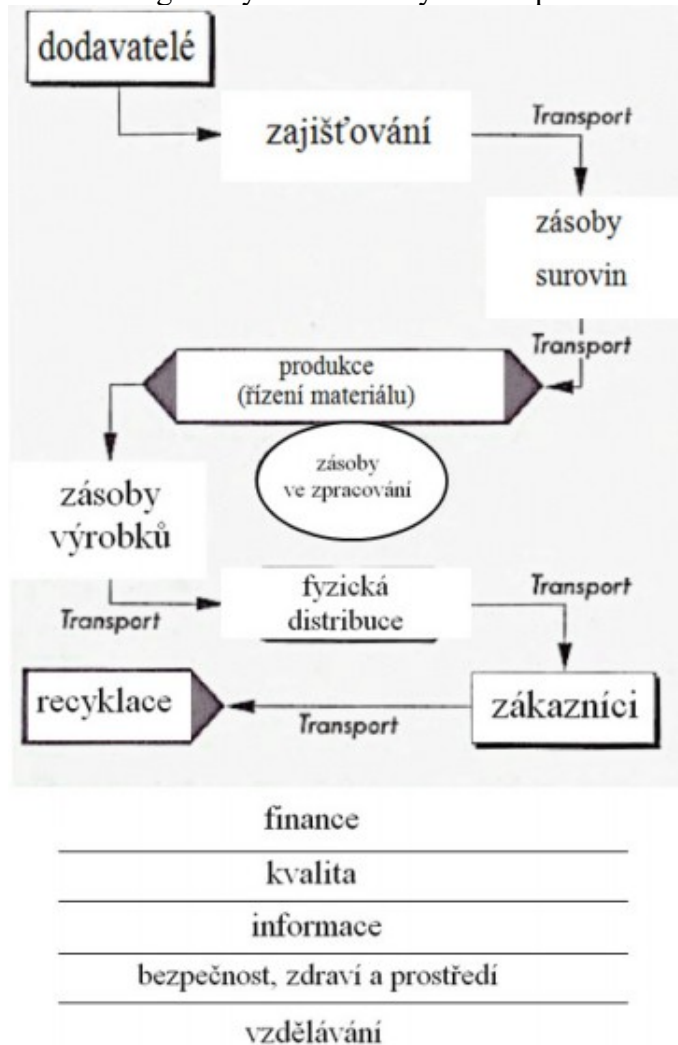 dodavatelé
zajišťování
Transport
zásoby
surovin
Transport
produkce
(řízení materiálu)
zásoby
ve zpracování
zásoby
výrobků
Transport
fyzická
distribuce
Transport
zákazníci
Transport
recyklace
finance
kvalita
informace
bezpečnost, zdraví a prostředí
vzdělávání